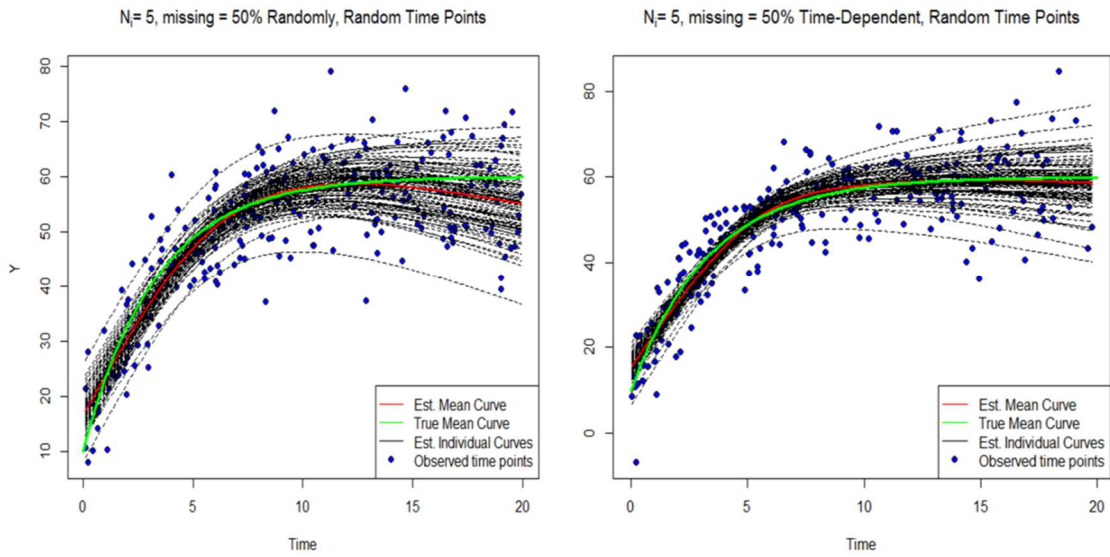 Nᵢ= 5, missing = 50% Randomly, Random Time Points
80
70
60
50
40
30
20
10
Y
0 5 10 15 20
Time
Est. Mean Curve
True Mean Curve
Est. Individual Curves
Observed time points
Nᵢ= 5, missing = 50% Time-Dependent, Random Time Points
80
60
40
20
0
0 5 10 15 20
Time
Est. Mean Curve
True Mean Curve
Est. Individual Curves
Observed time points